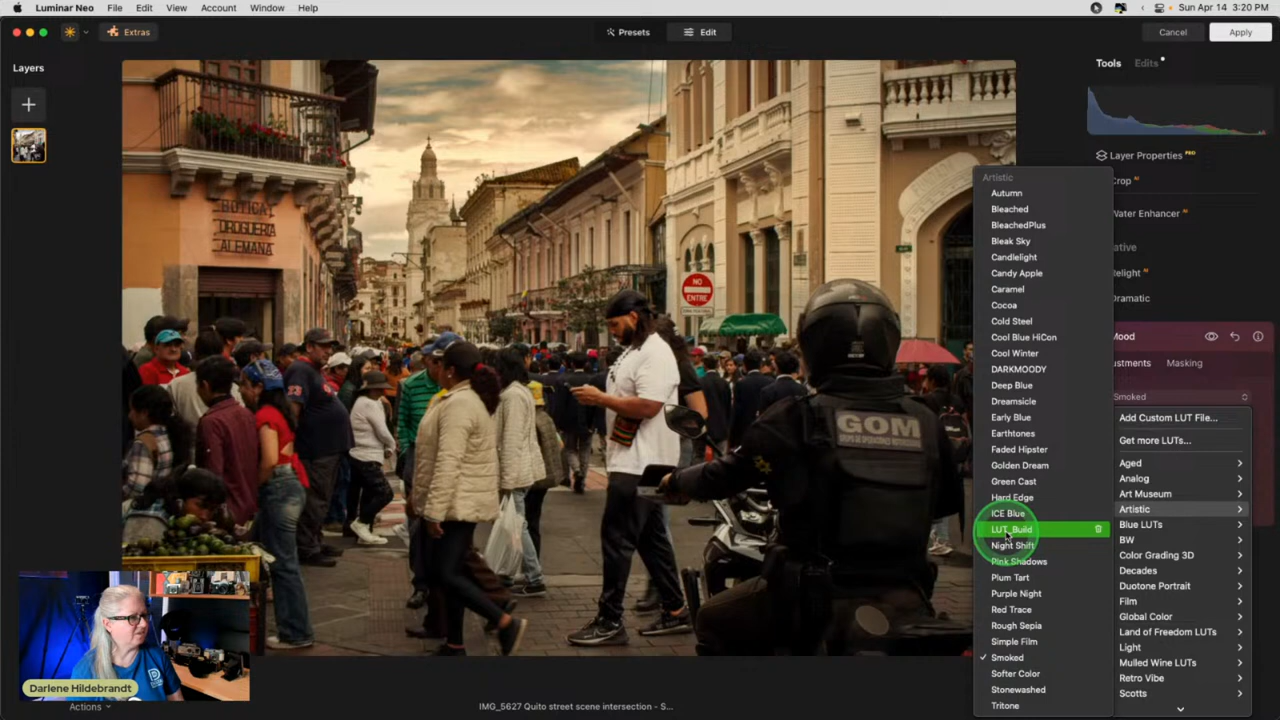 Luminar Neo File Edit View Account Window Help
Sun Apr 14 3:20 PM
Extras
Presets
Edit
Cancel
Apply
Layers
Tools Edits
BOTICA
DROGUERIA
ALEMANA
NO
ENTRE
GOM
Layer Properties PRO
Crop AI
Water Enhancer AI
ative
Relight AI
Dramatic
Mood
ustments Masking
Smoked
Add Custom LUT File...
Get more LUTs...
Aged
Analog
Art Museum
Artistic
Blue LUTs
BW
Color Grading 3D
Decades
Duotone Portrait
Film
Global Color
Land of Freedom LUTs
Light
Mulled Wine LUTs
Retro Vibe
Scotts
Artistic
Autumn
Bleached
BleachedPlus
Bleak Sky
Candlelight
Candy Apple
Caramel
Cocoa
Cold Steel
Cool Blue HiCon
Cool Winter
DARKMOODY
Deep Blue
Dreamsicle
Early Blue
Earthtones
Faded Hipster
Golden Dream
Green Cast
Hard Edge
ICE Blue
LUT_Build
Night Shift
Pink Shadows
Plum Tart
Purple Night
Red Trace
Rough Sepia
Simple Film
Smoked
Softer Color
Stonewashed
Tritone
Darlene Hildebrandt
Actions
IMG_5627 Quito street scene intersection - S...